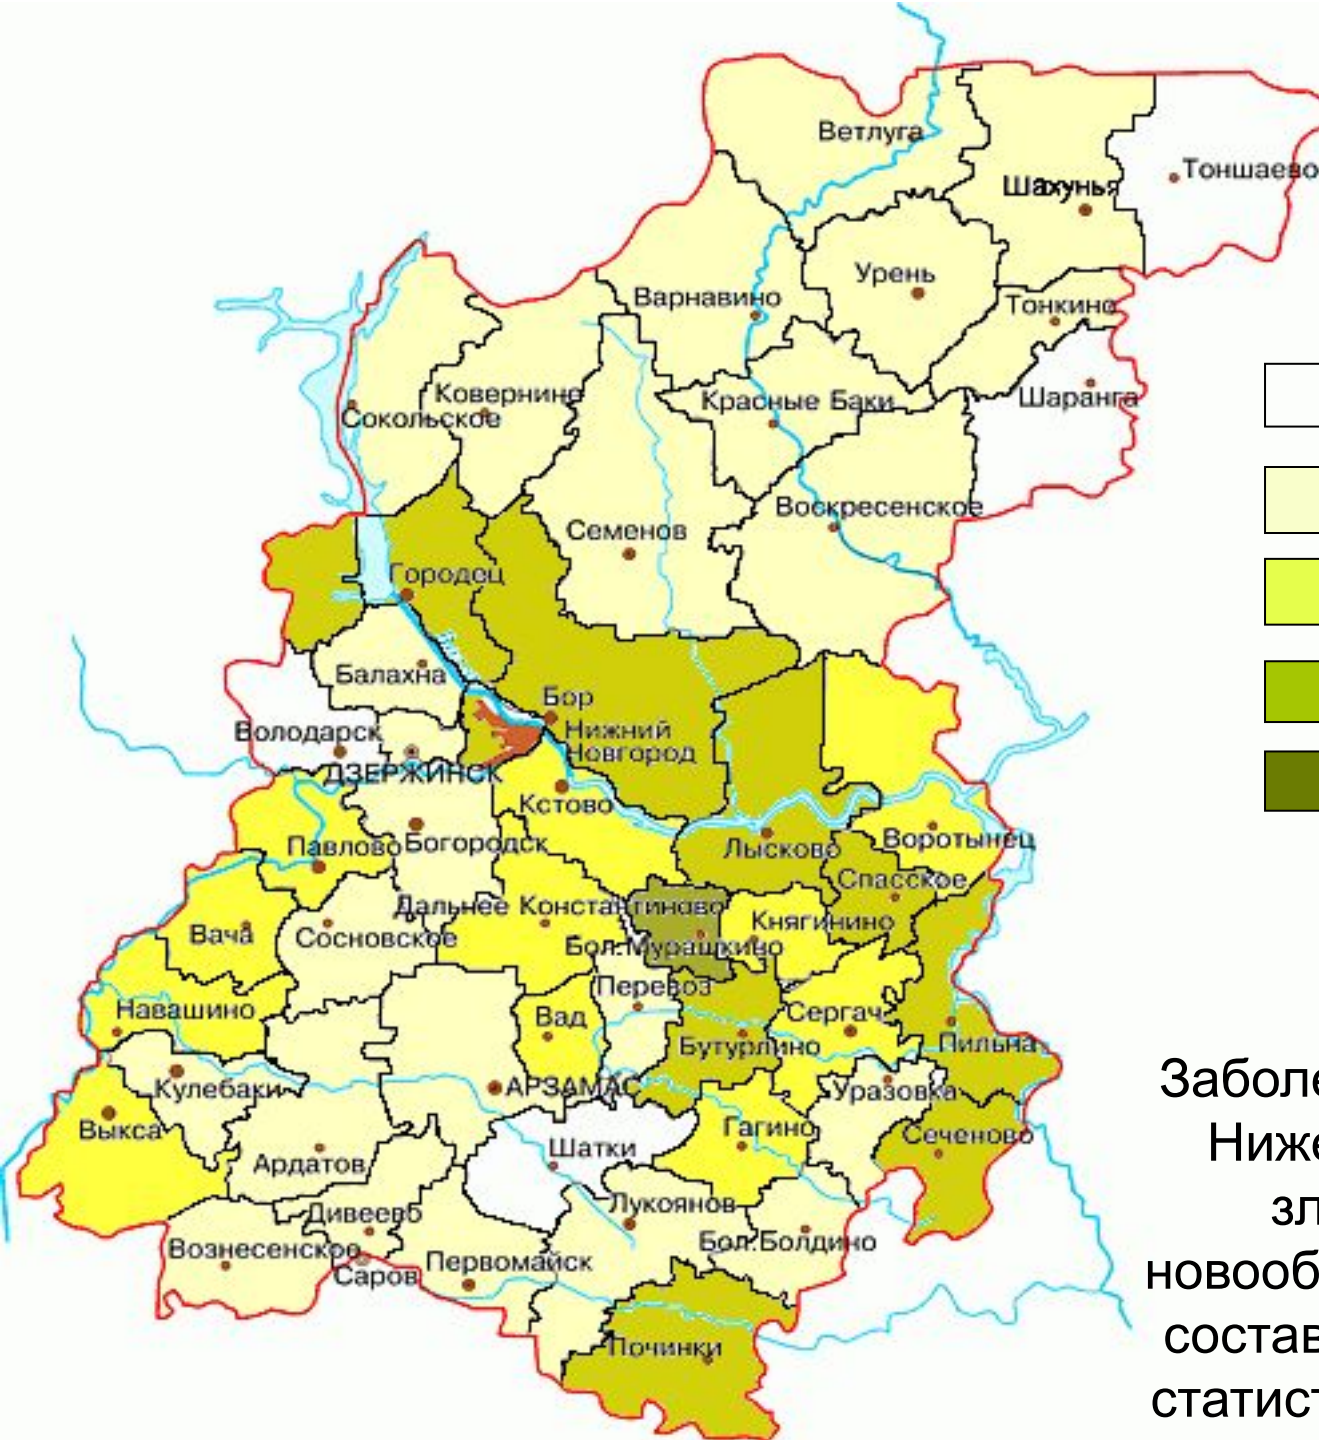 Ветлуга
Тоншаево
Шахунья
Урень
Варнавино
Тонкино
Ковернино
Красные Баки
Шаранга
Сокольское
Воскресенское
Семенов
Городец
Балахна
Бор
Володарск
Нижний
Новгород
ДЗЕРЖИНСК
Кстово
Павлово
Богородск
Лысково
Воротынец
Спасское
Дальнее Константиново
Княгинино
Вача
Сосновское
Бол.Мурашкино
Перевоз
Навашино
Вад
Сергач
Бутурлино
Пильна
Кулебаки
АРЗАМАС
Уразовка
Выкса
Гагино
Сеченово
Ардатов
Шатки
Дивеевб
Лукоянов
Вознесенское
Бол.Болдино
Саров
Первомайск
Починки
Заболе
Ниже
зл
новооб
состав
статист